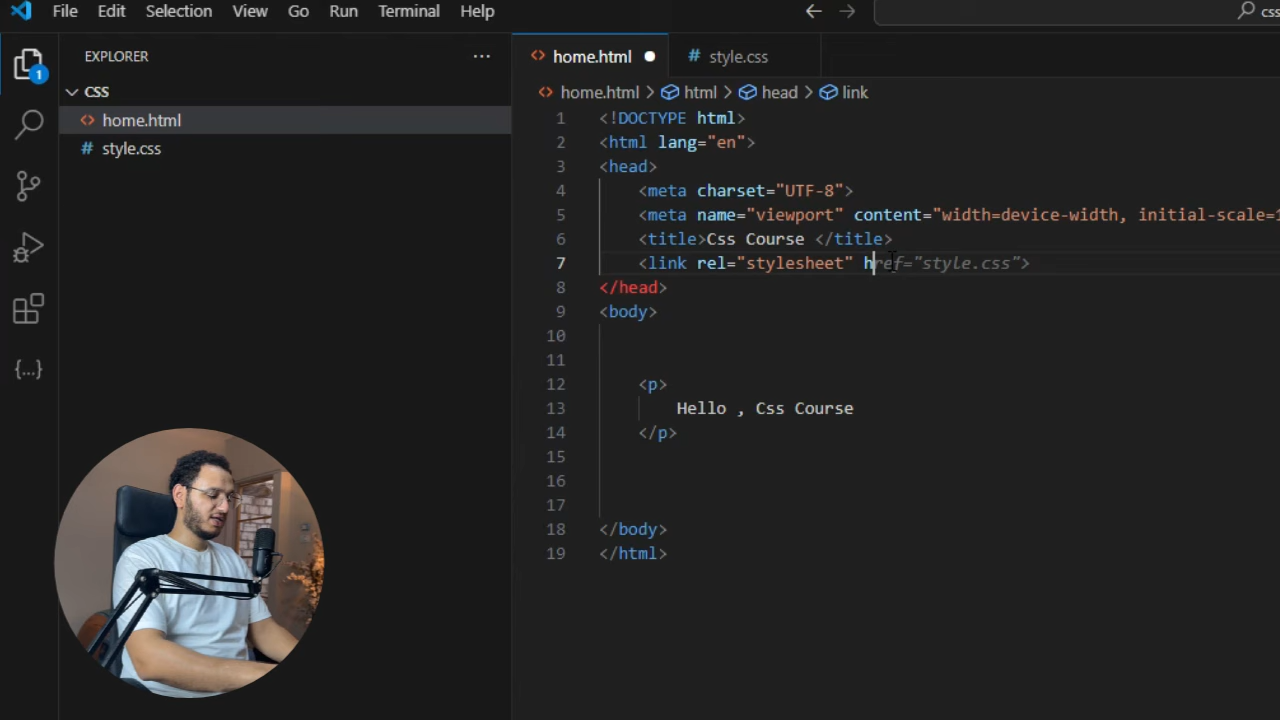 File Edit Selection View Go Run Terminal Help
css
EXPLORER
1
CSS
home.html
style.css
{...}
home.html
# style.css
home.html > html > head > link
1 <!DOCTYPE html>
2 <html lang="en">
3 <head>
4 <meta charset="UTF-8">
5 <meta name="viewport" content="width=device-width, initial-scale=1
6 <title>Css Course </title>
7 <link rel="stylesheet" href="style.css">
8 </head>
9 <body>
10
11
12 <p>
13 Hello , Css Course
14 </p>
15
16
17
18 </body>
19 </html>